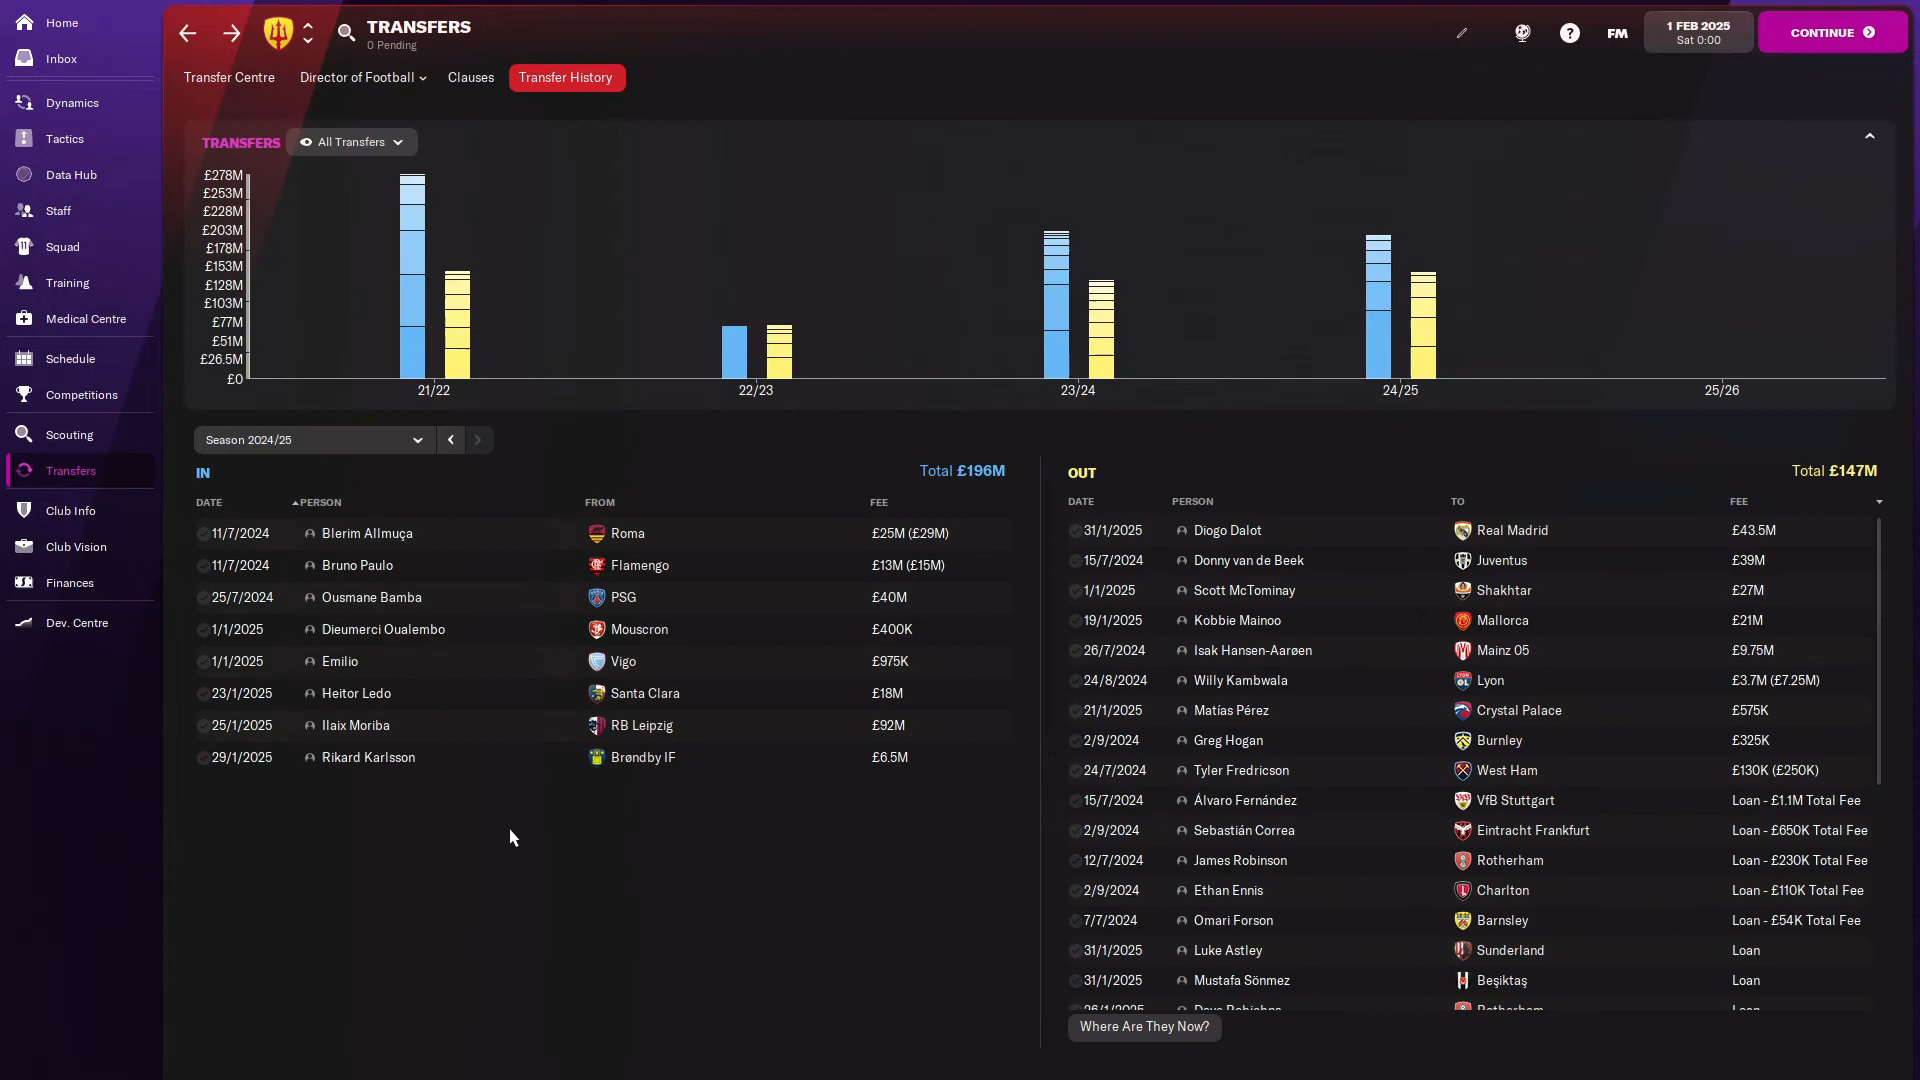 Home
Inbox
Dynamics
Tactics
Data Hub
Staff
Squad
Training
Medical Centre
Schedule
Competitions
Scouting
Transfers
Club Info
Club Vision
Finances
Dev. Centre
TRANSFERS
0 Pending
FM
1 FEB 2025
Sat 0:00
CONTINUE
Transfer Centre Director of Football Clauses Transfer History
TRANSFERS All Transfers
£278M
£253M
£228M
£203M
£178M
£153M
£128M
£103M
£77M
£51M
£26.5M
£0
21/22 22/23 23/24 24/25 25/26
Season 2024/25
IN Total £196M
DATE PERSON FROM FEE
11/7/2024 Blerim Allmuça Roma £25M (£29M)
11/7/2024 Bruno Paulo Flamengo £13M (£15M)
25/7/2024 Ousmane Bamba PSG £40M
1/1/2025 Dieumerci Oualembo Mouscron £400K
1/1/2025 Emilio Vigo £975K
23/1/2025 Heitor Ledo Santa Clara £18M
25/1/2025 Ilaix Moriba RB Leipzig £92M
29/1/2025 Rikard Karlsson Brøndby IF £6.5M
OUT Total £147M
DATE PERSON TO FEE
31/1/2025 Diogo Dalot Real Madrid £43.5M
15/7/2024 Donny van de Beek Juventus £39M
1/1/2025 Scott McTominay Shakhtar £27M
19/1/2025 Kobbie Mainoo Mallorca £21M
26/7/2024 Isak Hansen-Aarøen Mainz 05 £9.75M
24/8/2024 Willy Kambwala Lyon £3.7M (£7.25M)
21/1/2025 Matías Pérez Crystal Palace £575K
2/9/2024 Greg Hogan Burnley £325K
24/7/2024 Tyler Fredricson West Ham £130K (£250K)
15/7/2024 Álvaro Fernández VfB Stuttgart Loan - £1.1M Total Fee
2/9/2024 Sebastián Correa Eintracht Frankfurt Loan - £650K Total Fee
12/7/2024 James Robinson Rotherham Loan - £230K Total Fee
2/9/2024 Ethan Ennis Charlton Loan - £110K Total Fee
7/7/2024 Omari Forson Barnsley Loan - £54K Total Fee
31/1/2025 Luke Astley Sunderland Loan
31/1/2025 Mustafa Sönmez Beşiktaş Loan
Where Are They Now?